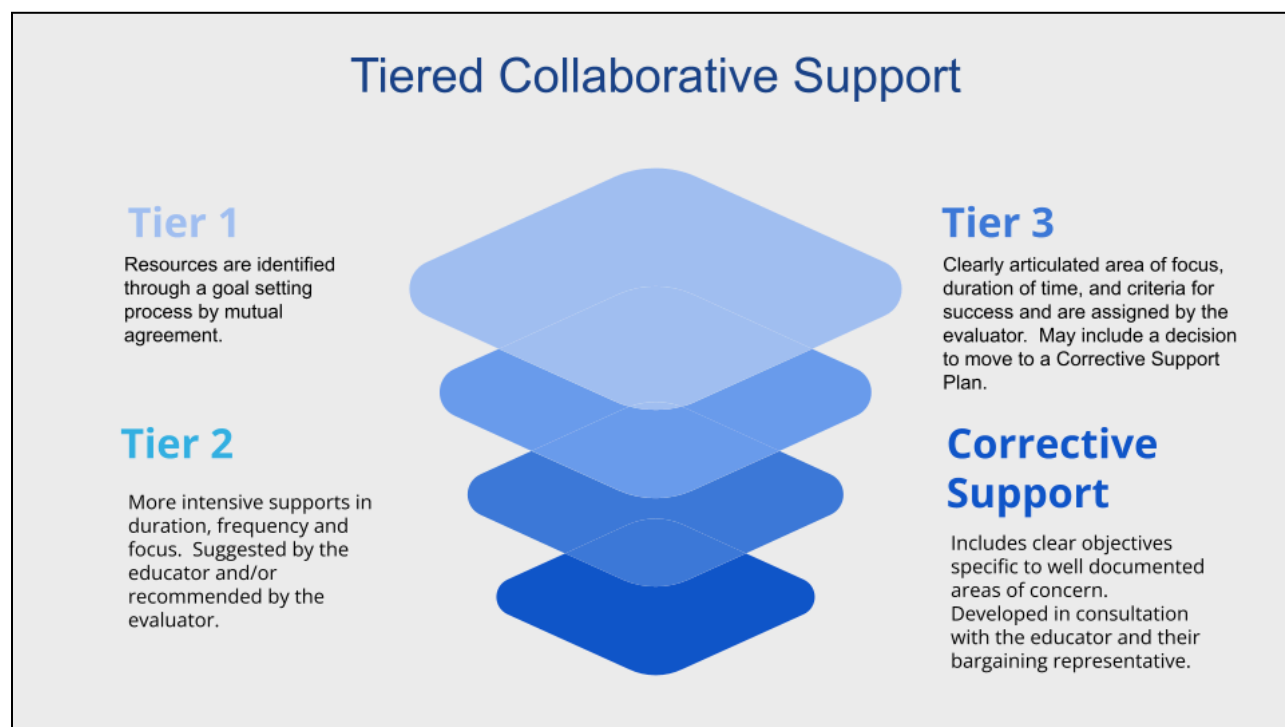 Tiered Collaborative Support
Tier 1
Resources are identified
through a goal setting
process by mutual
agreement.
Tier 2
More intensive supports in
duration, frequency and
focus.  Suggested by the
educator and/or
recommended by the
evaluator.
Tier 3
Clearly articulated area of focus,
duration of time, and criteria for
success and are assigned by the
evaluator.  May include a decision
to move to a Corrective Support
Plan.
Corrective
Support
Includes clear objectives
specific to well documented
areas of concern.
Developed in consultation
with the educator and their
bargaining representative.